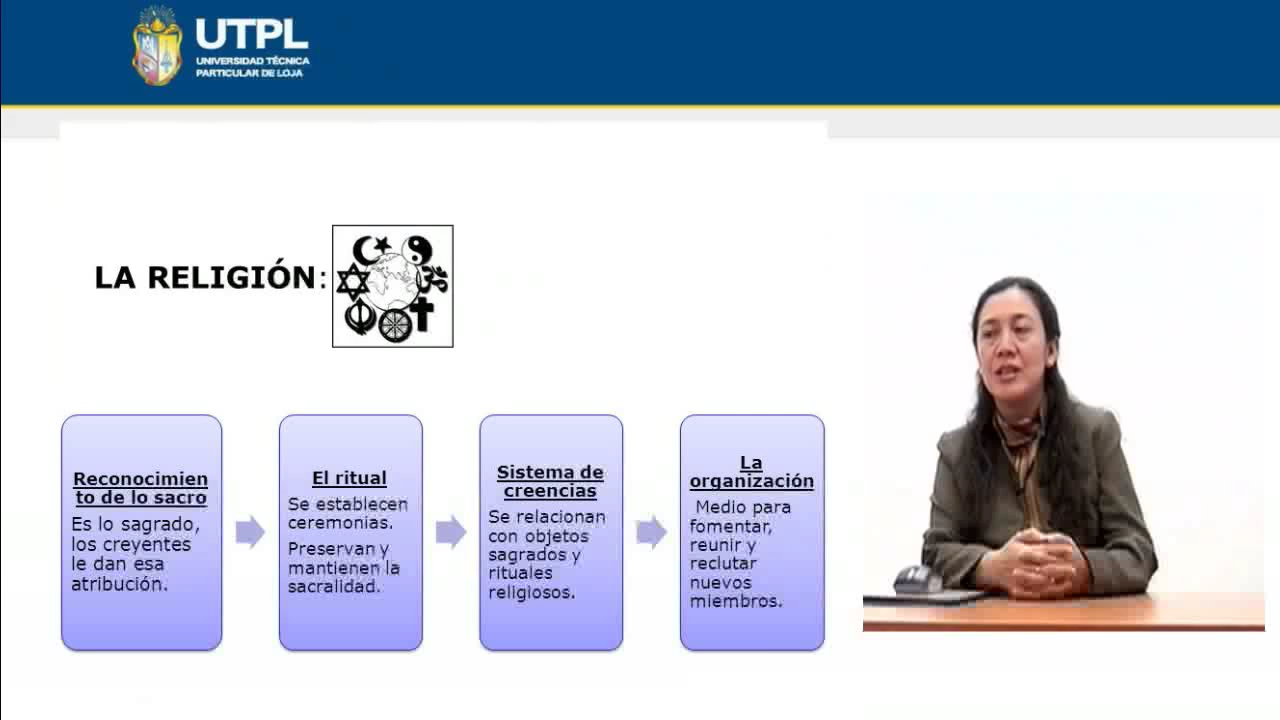 UTPL
UNIVERSIDAD TÉCNICA
PARTICULAR DE LOJA
LA RELIGIÓN:
Reconocimien
to de lo sacro
Es lo sagrado,
los creyentes
le dan esa
atribución.
El ritual
Se establecen
ceremonias.
Preservan y
mantienen la
sacralidad.
Sistema de
creencias
Se relacionan
con objetos
sagrados y
rituales
religiosos.
La
organización
Medio para
fomentar,
reunir y
reclutar
nuevos
miembros.